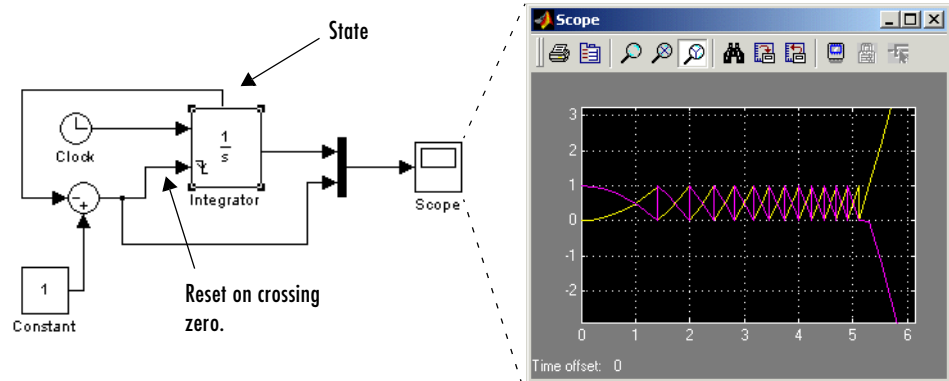 State
Clock
1
s
Integrator
- +
1
Constant
Reset on crossing
zero.
Scope
Scope
3
2
1
0
-1
-2
0 1 2 3 4 5 6
Time offset: 0